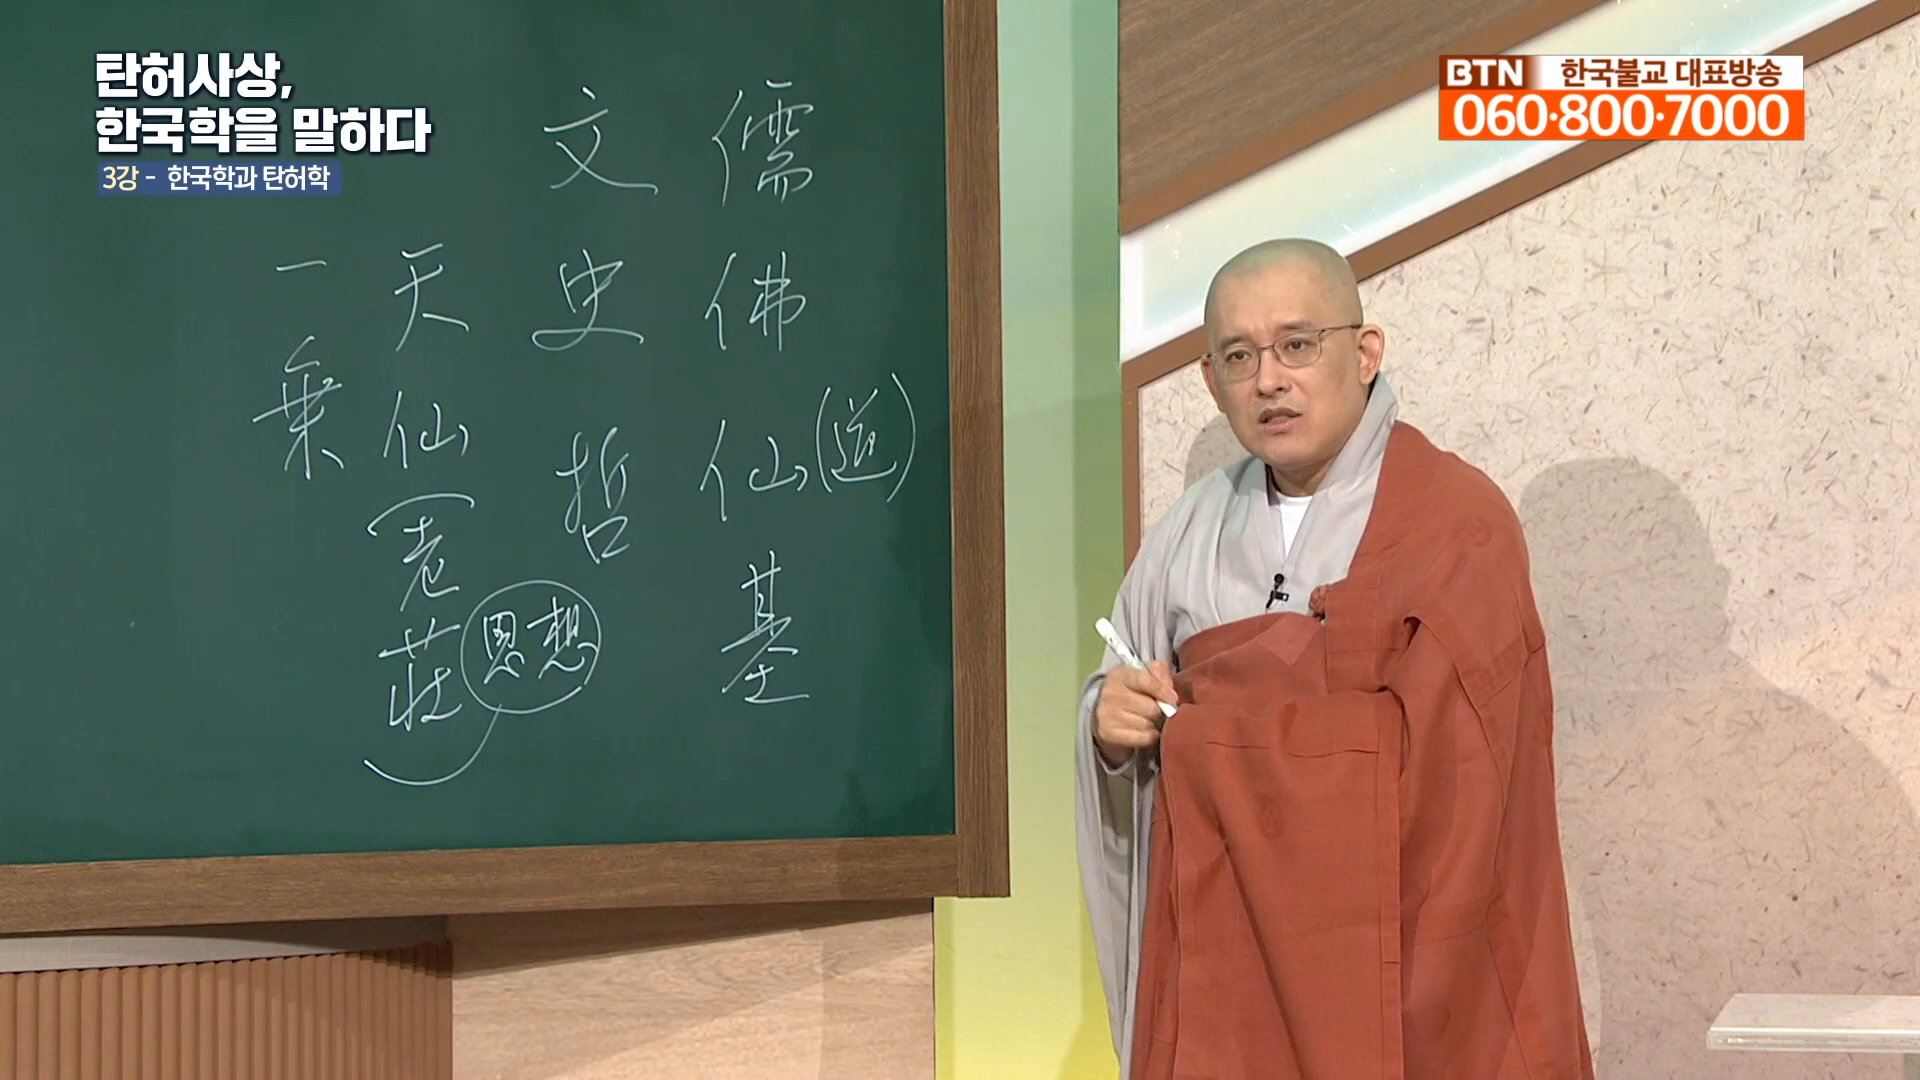 탄허사상,
한국학을 말하다
3강 - 한국학과 탄허학
BTN 한국불교 대표방송
060·800·7000
儒佛仙(道)基
文史哲
思想
天仙(老莊)
一乘